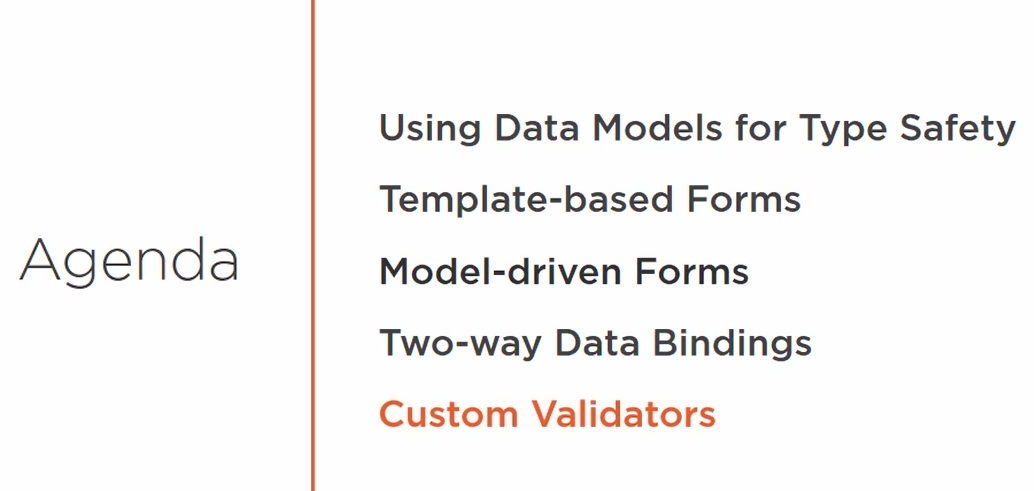 Agenda
Using Data Models for Type Safety
Template-based Forms
Model-driven Forms
Two-way Data Bindings
Custom Validators